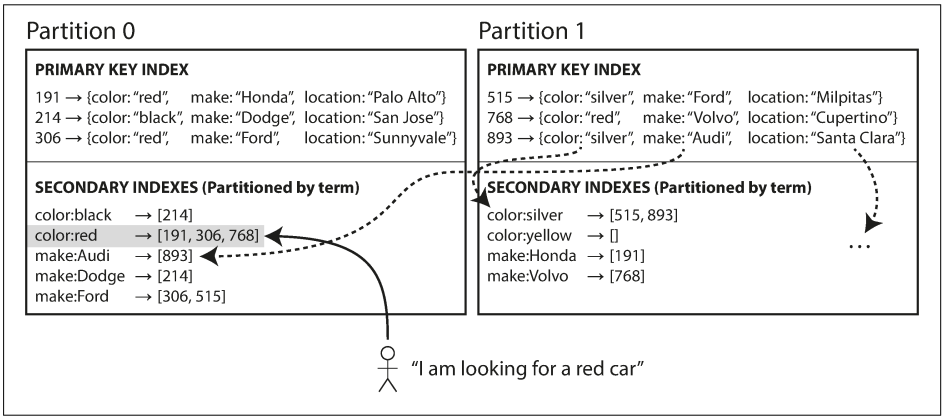 Partition 0
PRIMARY KEY INDEX
191 → {color: “red”, make: “Honda”, location: “Palo Alto”}
214 → {color: “black”, make: “Dodge”, location: “San Jose”}
306 → {color: “red”, make: “Ford”, location: “Sunnyvale”}
SECONDARY INDEXES (Partitioned by term)
color:black → [214]
color:red → [191, 306, 768]
make:Audi → [893]
make:Dodge → [214]
make:Ford → [306, 515]
Partition 1
PRIMARY KEY INDEX
515 → {color: “silver”, make: “Ford”, location: “Milpitas”}
768 → {color: “red”, make: “Volvo”, location: “Cupertino”}
893 → {color: “silver”, make: “Audi”, location: “Santa Clara”}
SECONDARY INDEXES (Partitioned by term)
color:silver → [515, 893]
color:yellow → []
make:Honda → [191]
make:Volvo → [768]
...
“I am looking for a red car”